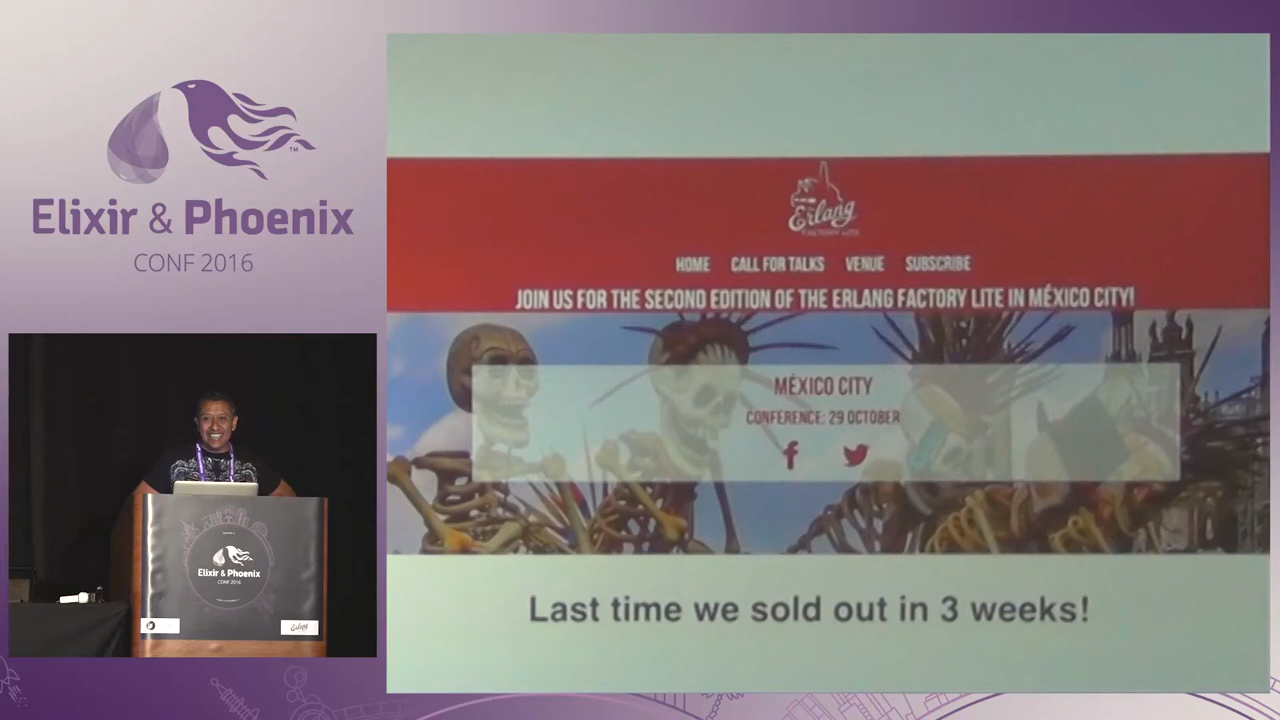 Elixir & Phoenix
TM
CONF 2016
Erlang
FACTORY LITE
HOME CALL FOR TALKS VENUE SUBSCRIBE
JOIN US FOR THE SECOND EDITION OF THE ERLANG FACTORY LITE IN MÉXICO CITY!
MÉXICO CITY
CONFERENCE: 29 OCTOBER
Last time we sold out in 3 weeks!
Elixir & Phoenix
CONF 2016
Erlang